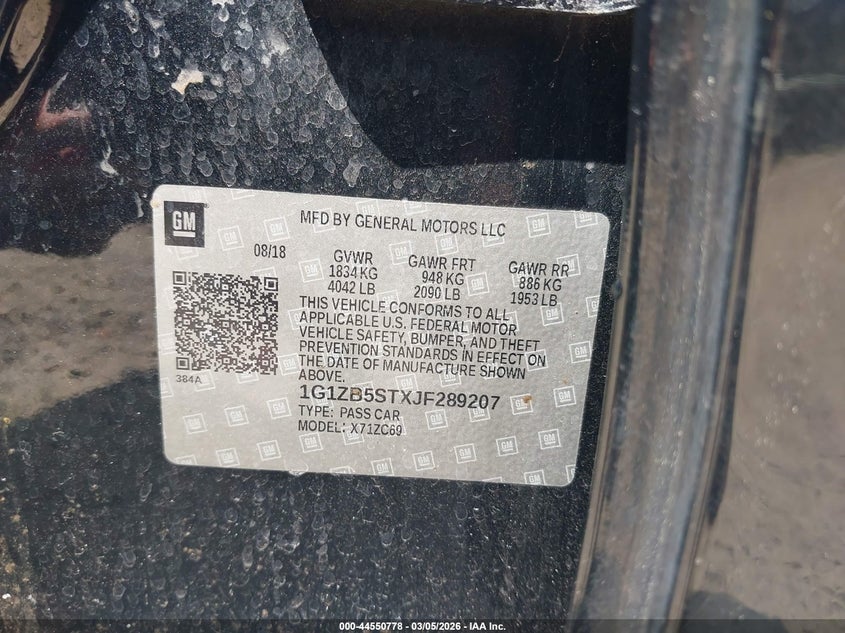 GM
MFD BY GENERAL MOTORS LLC
08/18
GVWR
1834 KG
4042 LB
GAWR FRT
948 KG
2090 LB
GAWR RR
886 KG
1953 LB
THIS VEHICLE CONFORMS TO ALL
APPLICABLE U.S. FEDERAL MOTOR
VEHICLE SAFETY, BUMPER, AND THEFT
PREVENTION STANDARDS IN EFFECT ON
THE DATE OF MANUFACTURE SHOWN
ABOVE.
384A
1G1ZB5STXJF289207
TYPE: PASS CAR
MODEL: X71ZC69
000-44550778 - 03/05/2026 - IAA Inc.